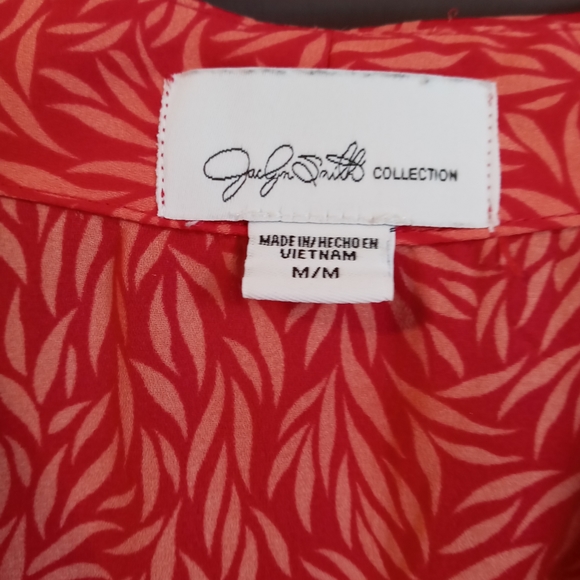 Jaclyn Smith COLLECTION
MADE IN/HECHO EN
VIETNAM
M/M